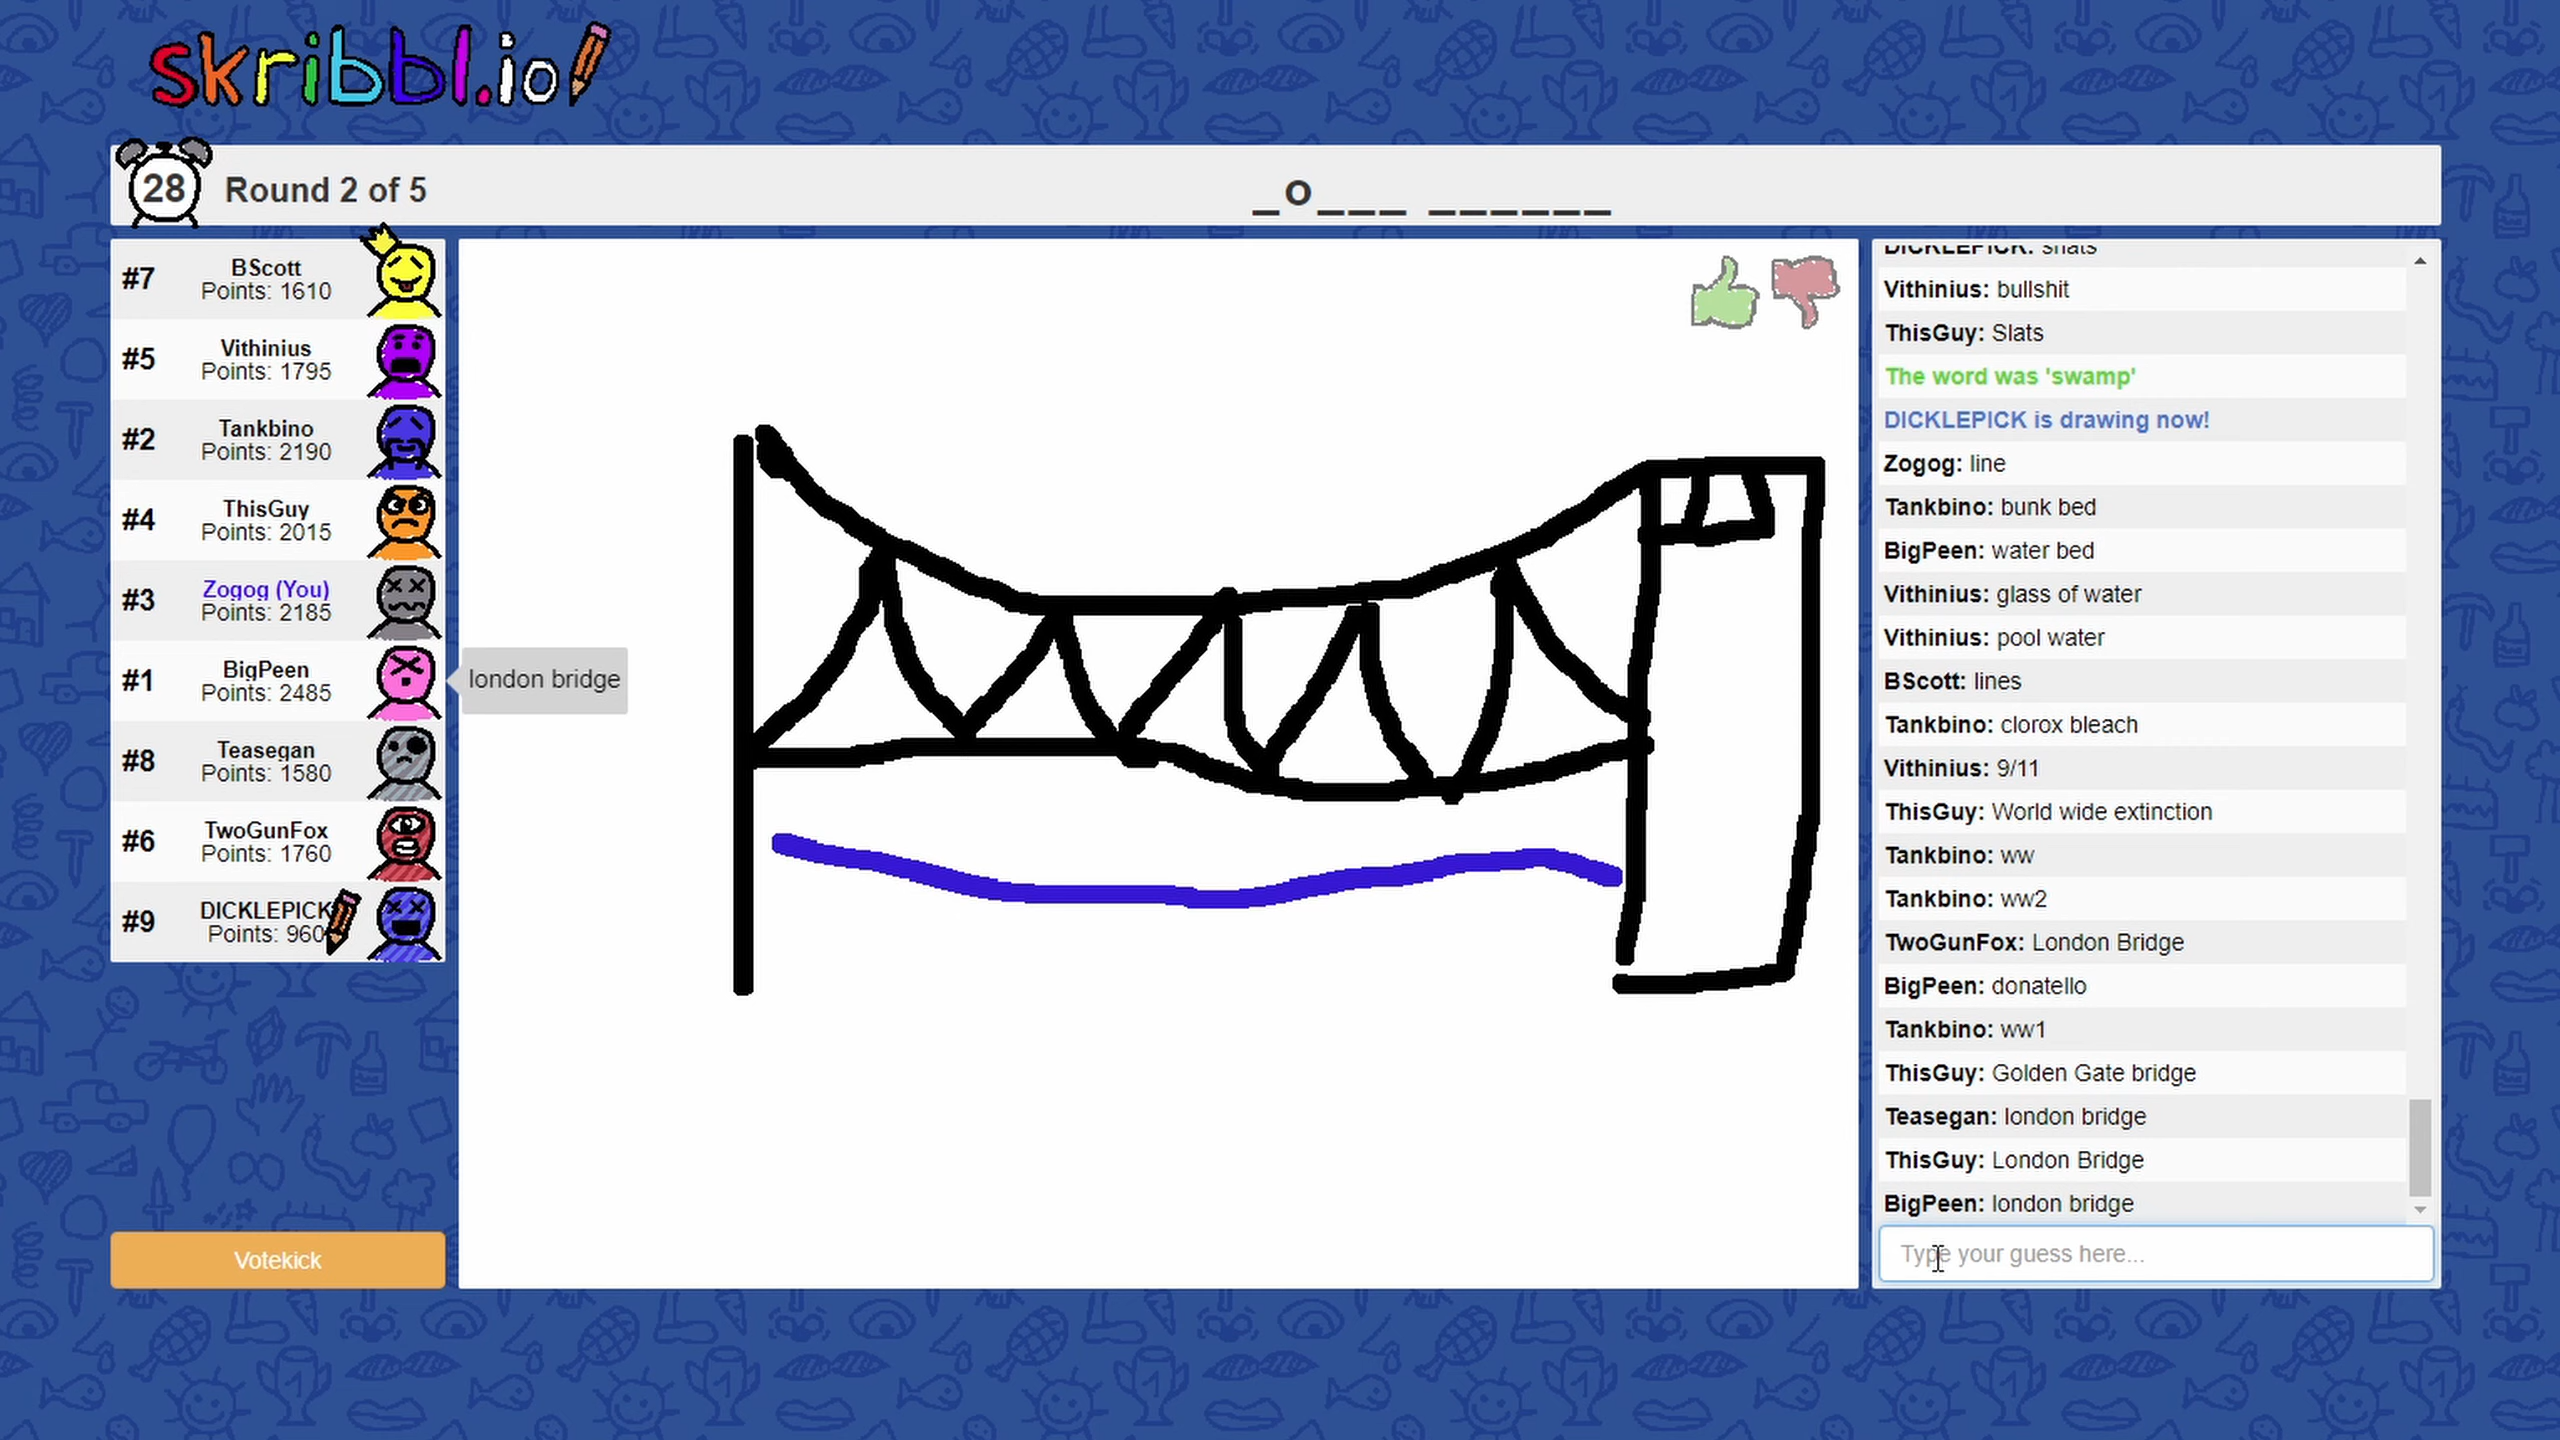 skribbl.io
28
Round 2 of 5
_o___ ______
#7
BScott
Points: 1610
#5
Vithinius
Points: 1795
#2
Tankbino
Points: 2190
#4
ThisGuy
Points: 2015
#3
Zogog (You)
Points: 2185
#1
BigPeen
Points: 2485
london bridge
#8
Teasegan
Points: 1580
#6
TwoGunFox
Points: 1760
#9
DICKLEPICK
Points: 960
Votekick
DICKLEPICK: shats
Vithinius: bullshit
ThisGuy: Slats
The word was 'swamp'
DICKLEPICK is drawing now!
Zogog: line
Tankbino: bunk bed
BigPeen: water bed
Vithinius: glass of water
Vithinius: pool water
BScott: lines
Tankbino: clorox bleach
Vithinius: 9/11
ThisGuy: World wide extinction
Tankbino: ww
Tankbino: ww2
TwoGunFox: London Bridge
BigPeen: donatello
Tankbino: ww1
ThisGuy: Golden Gate bridge
Teasegan: london bridge
ThisGuy: London Bridge
BigPeen: london bridge
Type your guess here...